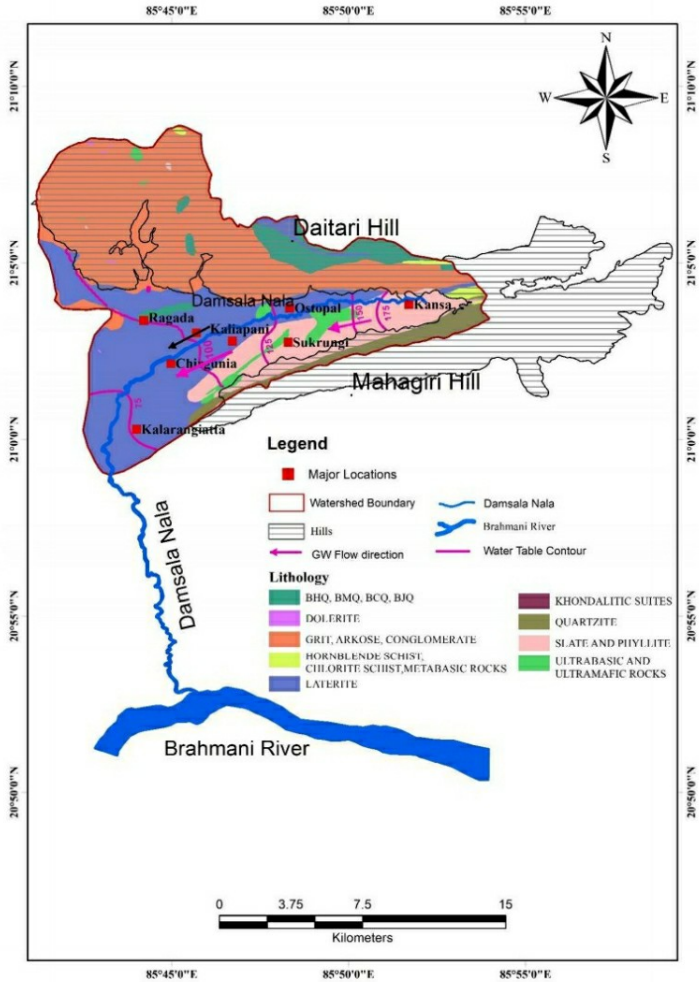 85°45'0"E 85°50'0"E 85°55'0"E
21°10'0"N
21°10'0"N
N
W E
S
Daitari Hill
21°5'0"N
21°5'0"N
Damsala Nala
Ostopal
Kansa
Ragada
Kaliapani
Sukrungi
175
150
125
100
75
Mahagiri Hill
Kalarangiatta
21°0'0"N
21°0'0"N
Legend
Major Locations
Watershed Boundary
Damsala Nala
Hills
Brahmani River
GW Flow direction
Water Table Contour
Lithology
BHQ, BMQ, BCQ, BJQ
DOLERITE
GRIT, ARKOSE, CONGLOMERATE
HORNBLENDE SCHIST,
CHLORITE SCHIST,METABASIC ROCKS
LATERITE
KHONDALITIC SUITES
QUARTZITE
SLATE AND PHYLLITE
ULTRABASIC AND
ULTRAMAFIC ROCKS
Damsala Nala
20°55'0"N
20°55'0"N
Brahmani River
20°50'0"N
20°50'0"N
0 3.75 7.5 15
Kilometers
85°45'0"E 85°50'0"E 85°55'0"E